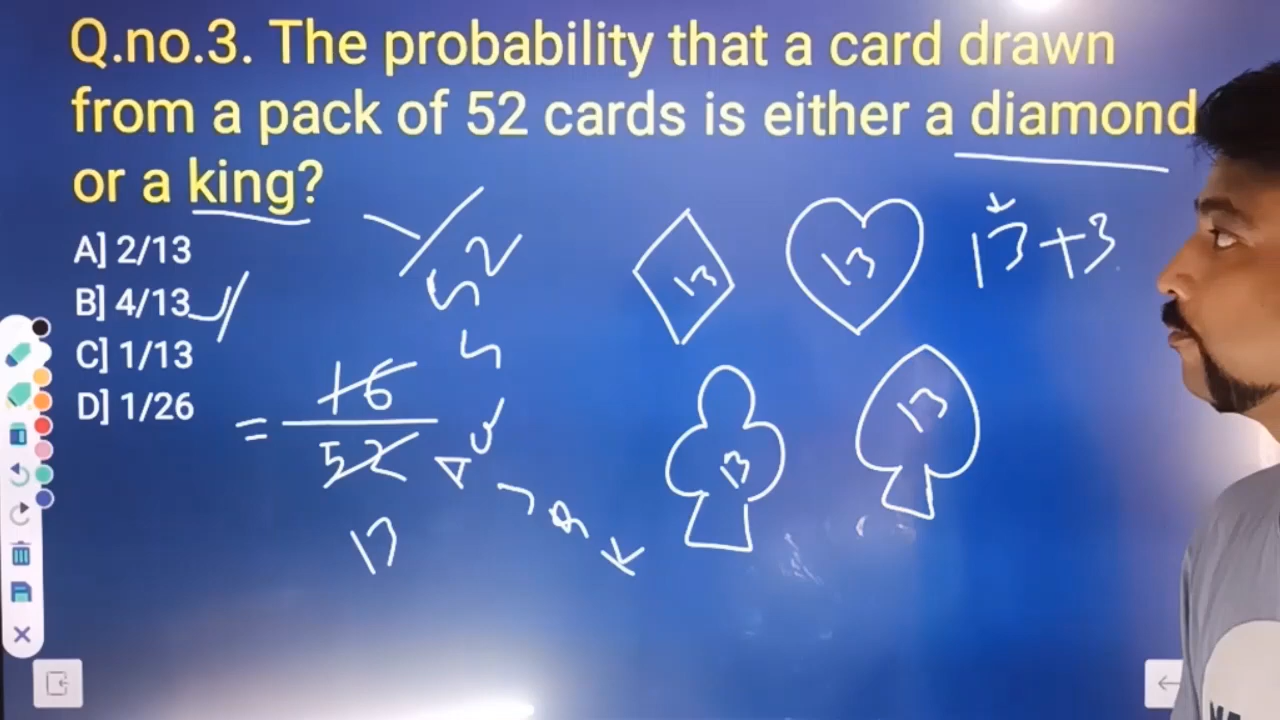 Q.no.3. The probability that a card drawn
from a pack of 52 cards is either a diamond
or a king?
A] 2/13
B] 4/13
C] 1/13
D] 1/26
52
13
13
13+3
= 16
52
13
13
13
K